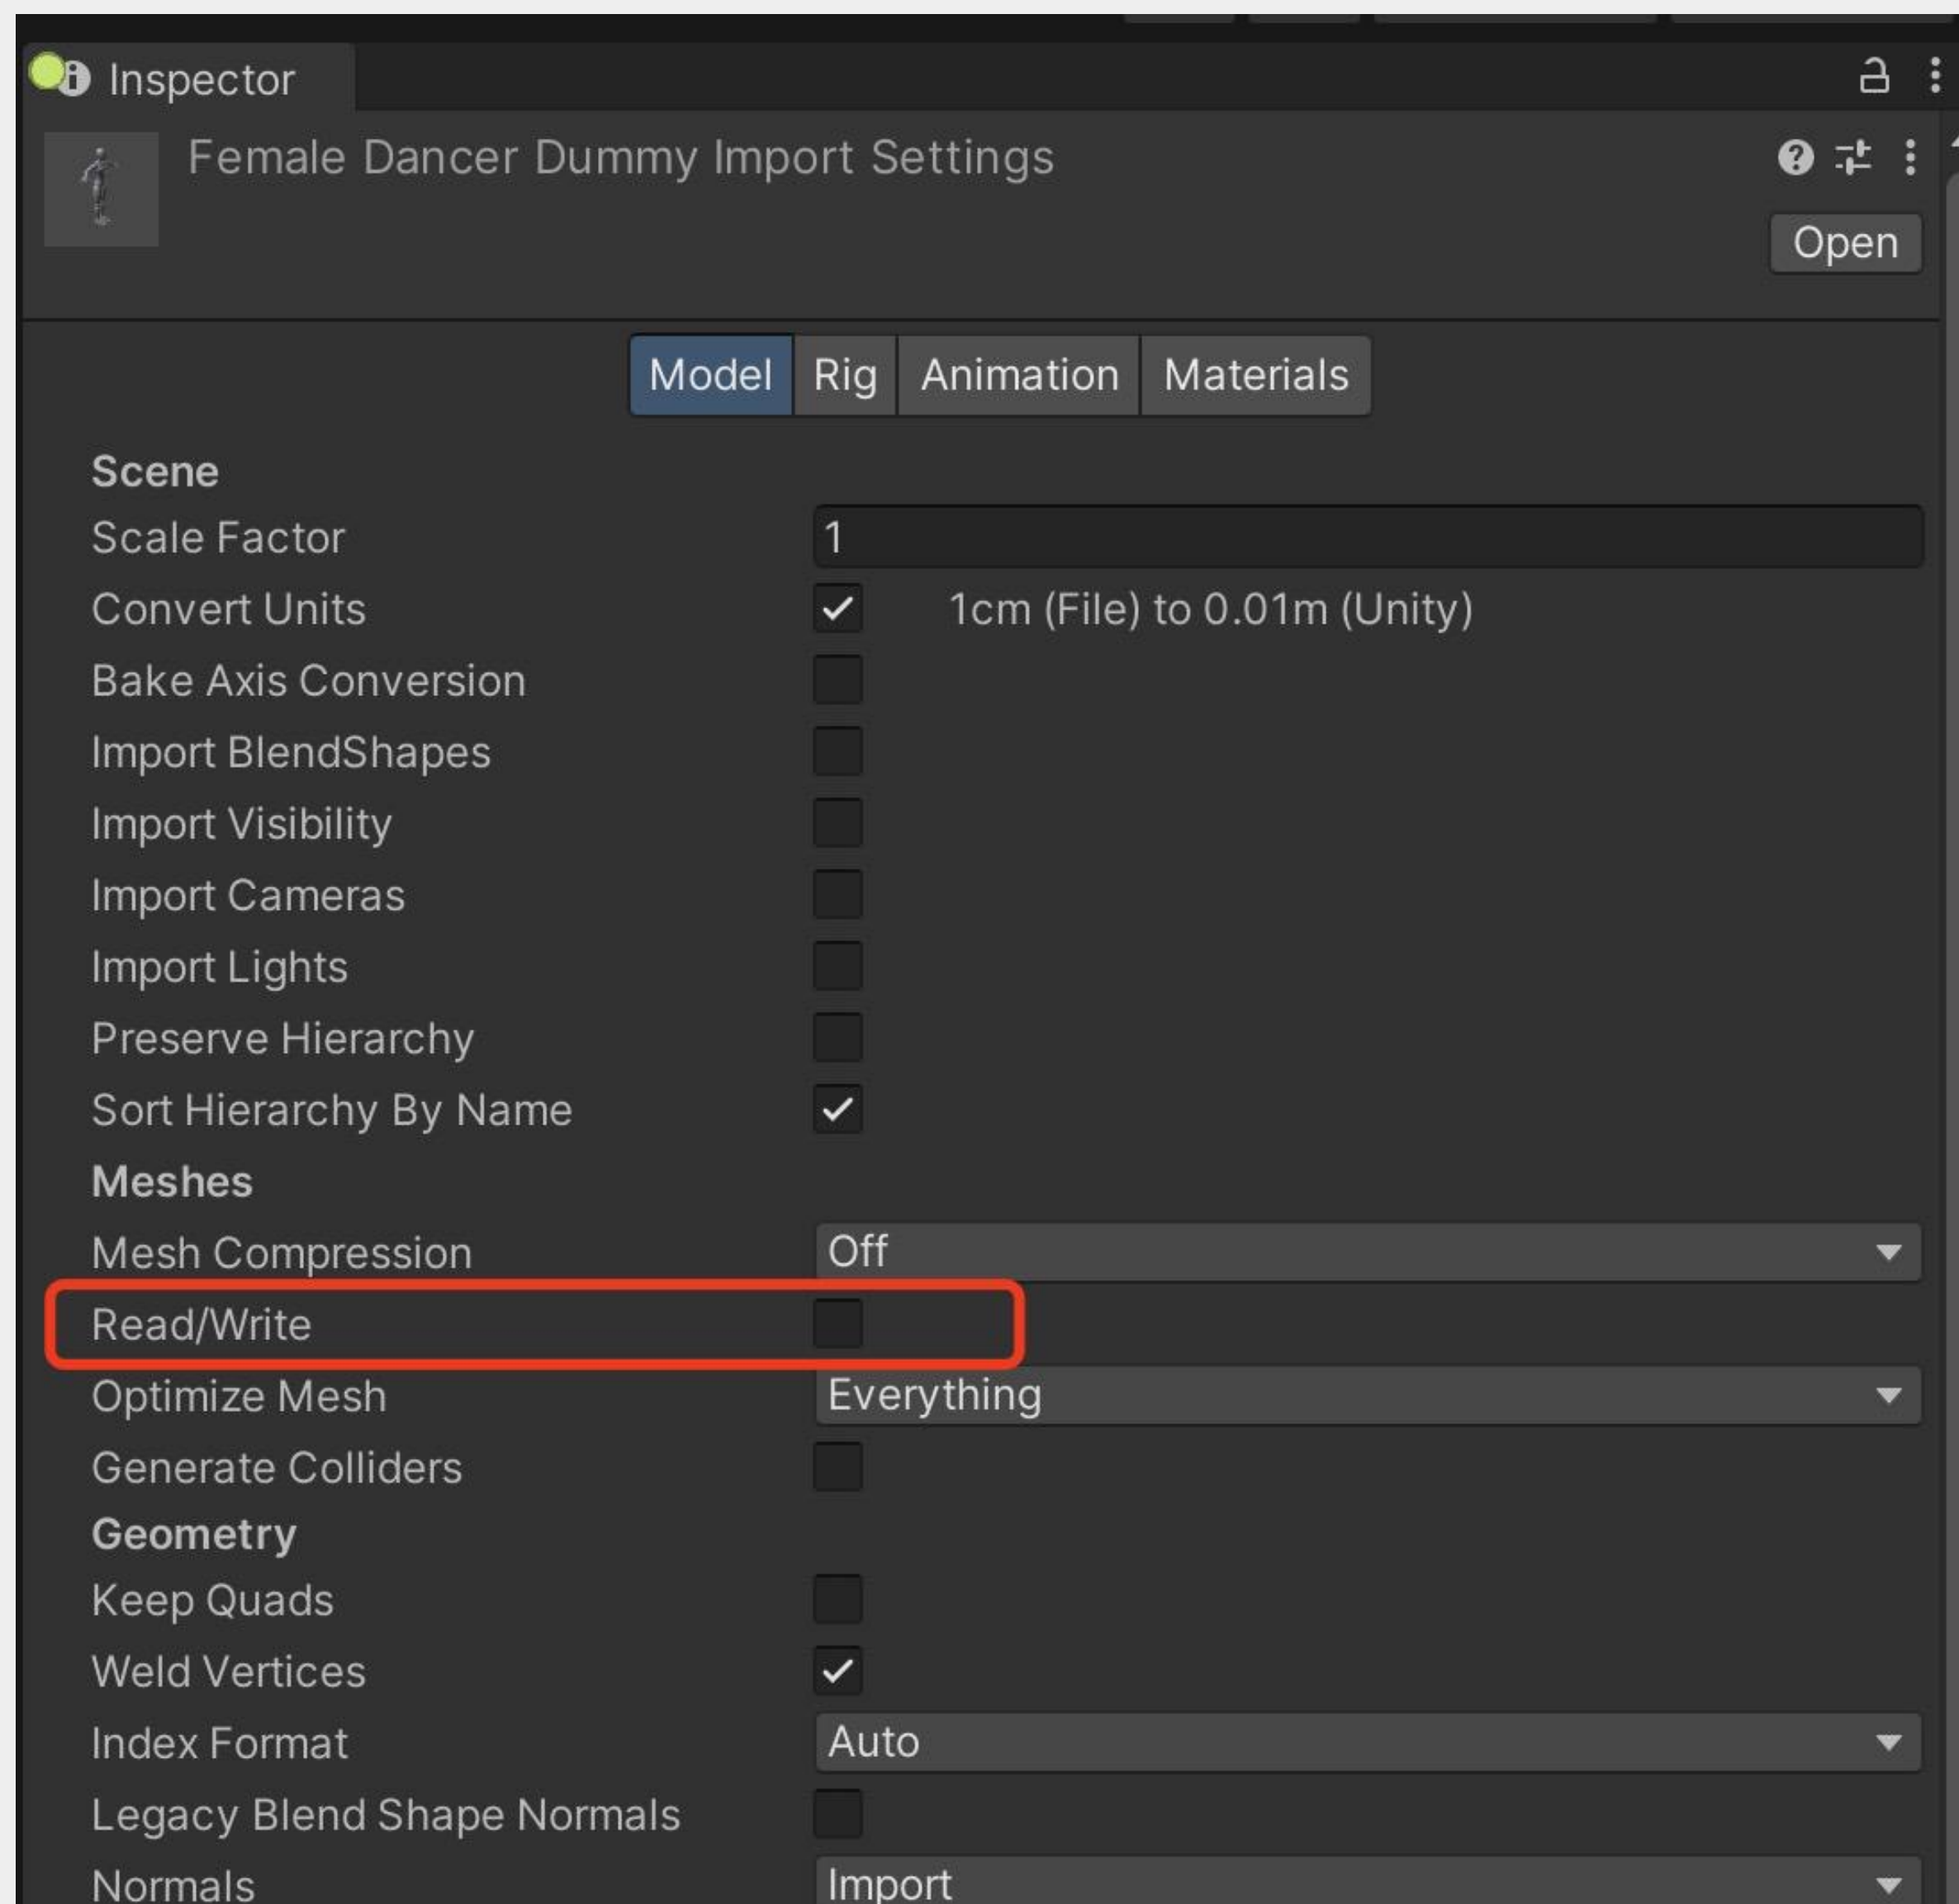 Inspector
Female Dancer Dummy Import Settings
Open
Model Rig Animation Materials
Scene
Scale Factor 1
Convert Units 1cm (File) to 0.01m (Unity)
Bake Axis Conversion
Import BlendShapes
Import Visibility
Import Cameras
Import Lights
Preserve Hierarchy
Sort Hierarchy By Name
Meshes
Mesh Compression Off
Read/Write
Optimize Mesh Everything
Generate Colliders
Geometry
Keep Quads
Weld Vertices
Index Format Auto
Legacy Blend Shape Normals
Normals Import